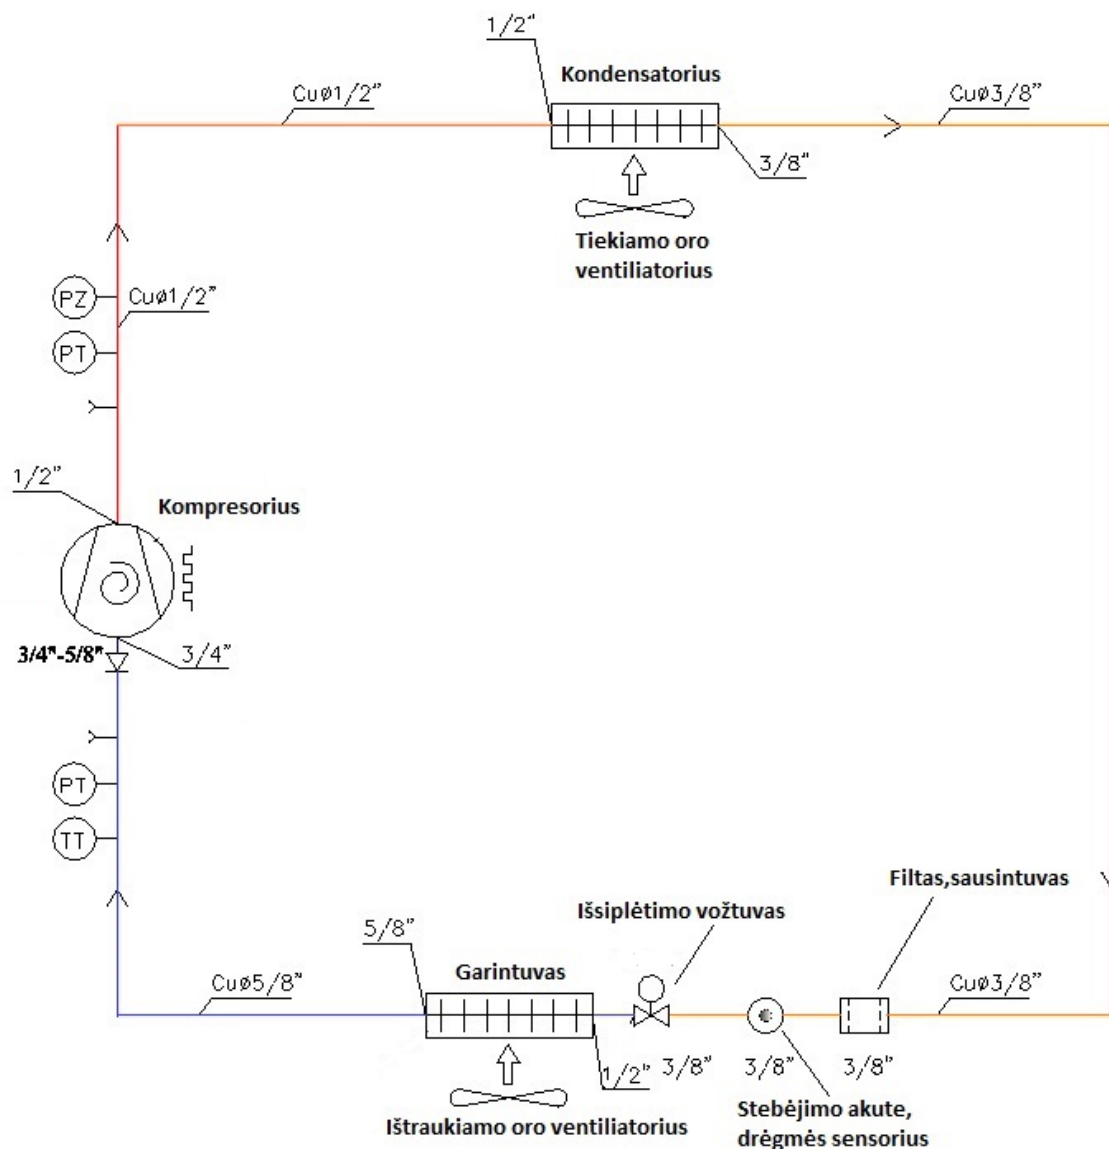 1/2"
Kondensatorius
Cuø1/2"
Cuø3/8"
3/8"
Tiekiamo oro
ventiliatorius
PZ
Cuø1/2"
PT
1/2"
Kompresorius
3/4"-5/8"
3/4"
PT
TT
Filtas,sausintuvas
Išsiplėtimo vožtuvas
5/8"
Garintuvas
Cuø5/8"
Cuø3/8"
1/2"
3/8"
3/8"
3/8"
Stebėjimo akute,
drėgmės sensorius
Ištraukiamo oro ventiliatorius